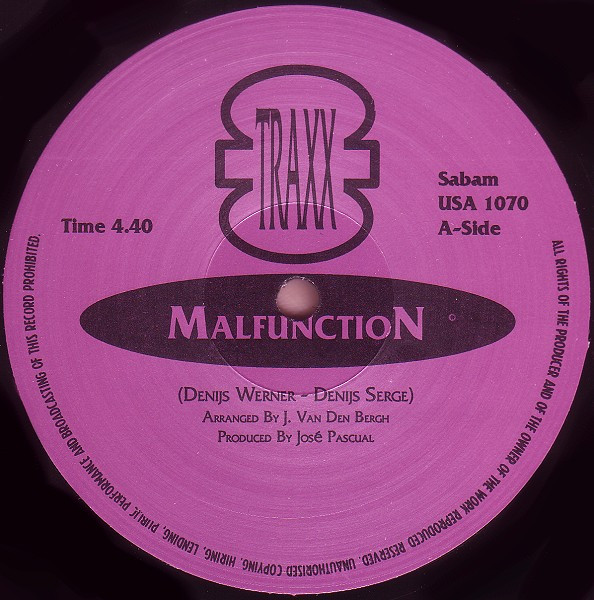 TRAXX
Time 4.40
Sabam
USA 1070
A-Side
MALFUNCTION ©
(DENIJS WERNER - DENIJS SERGE)
ARRANGED BY J. VAN DEN BERGH
PRODUCED BY JOSÉ PASCUAL
ALL RIGHTS OF THE PRODUCER AND OF THE OWNER OF THE WORK REPRODUCED RESERVED. UNAUTHORISED COPYING, HIRING, LENDING, PUBLIC PERFORMANCE AND BROADCASTING OF THIS RECORD PROHIBITED.